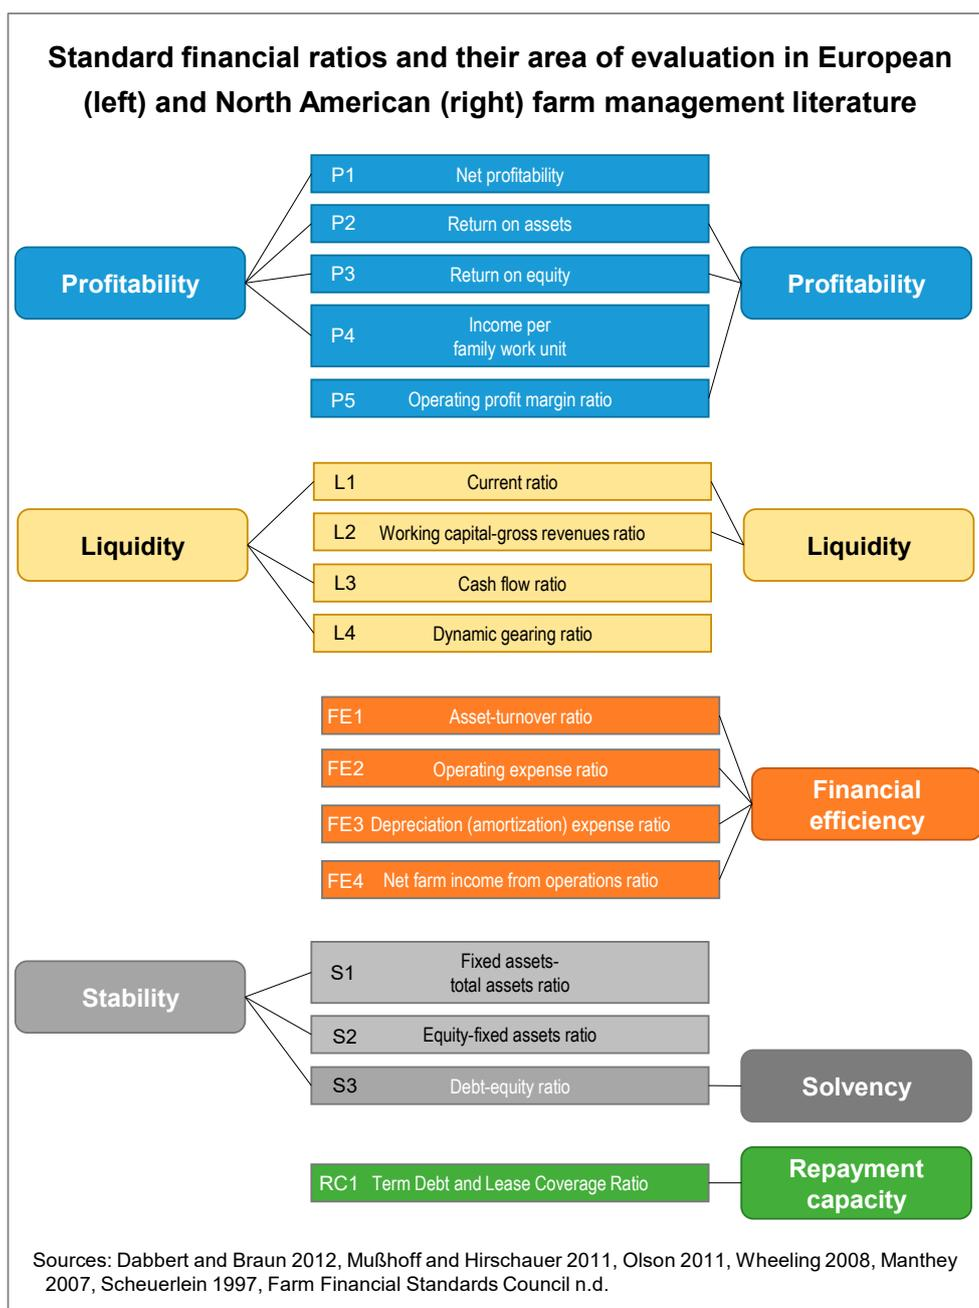 Standard financial ratios and their area of evaluation in European
(left) and North American (right) farm management literature
P1 Net profitability
P2 Return on assets
Profitability
P3 Return on equity
Profitability
P4 Income per
family work unit
P5 Operating profit margin ratio
L1 Current ratio
Liquidity
L2 Working capital-gross revenues ratio
Liquidity
L3 Cash flow ratio
L4 Dynamic gearing ratio
FE1 Asset-turnover ratio
FE2 Operating expense ratio
Financial
efficiency
FE3 Depreciation (amortization) expense ratio
FE4 Net farm income from operations ratio
Stability
S1 Fixed assets-
total assets ratio
S2 Equity-fixed assets ratio
S3 Debt-equity ratio
Solvency
RC1 Term Debt and Lease Coverage Ratio
Repayment
capacity
Sources: Dabbert and Braun 2012, Mußhoff and Hirschauer 2011, Olson 2011, Wheeling 2008, Manthey
2007, Scheuerlein 1997, Farm Financial Standards Council n.d.